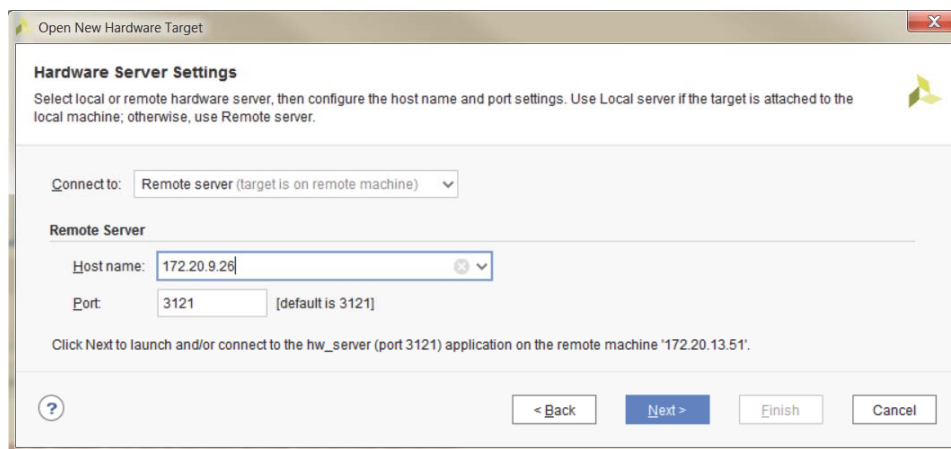 Open New Hardware Target
X
Hardware Server Settings
Select local or remote hardware server, then configure the host name and port settings. Use Local server if the target is attached to the
local machine; otherwise, use Remote server.
Connect to: Remote server (target is on remote machine)
Remote Server
Host name: 172.20.9.26
Port: 3121 [default is 3121]
Click Next to launch and/or connect to the hw_server (port 3121) application on the remote machine '172.20.13.51'.
? < Back Next > Finish Cancel